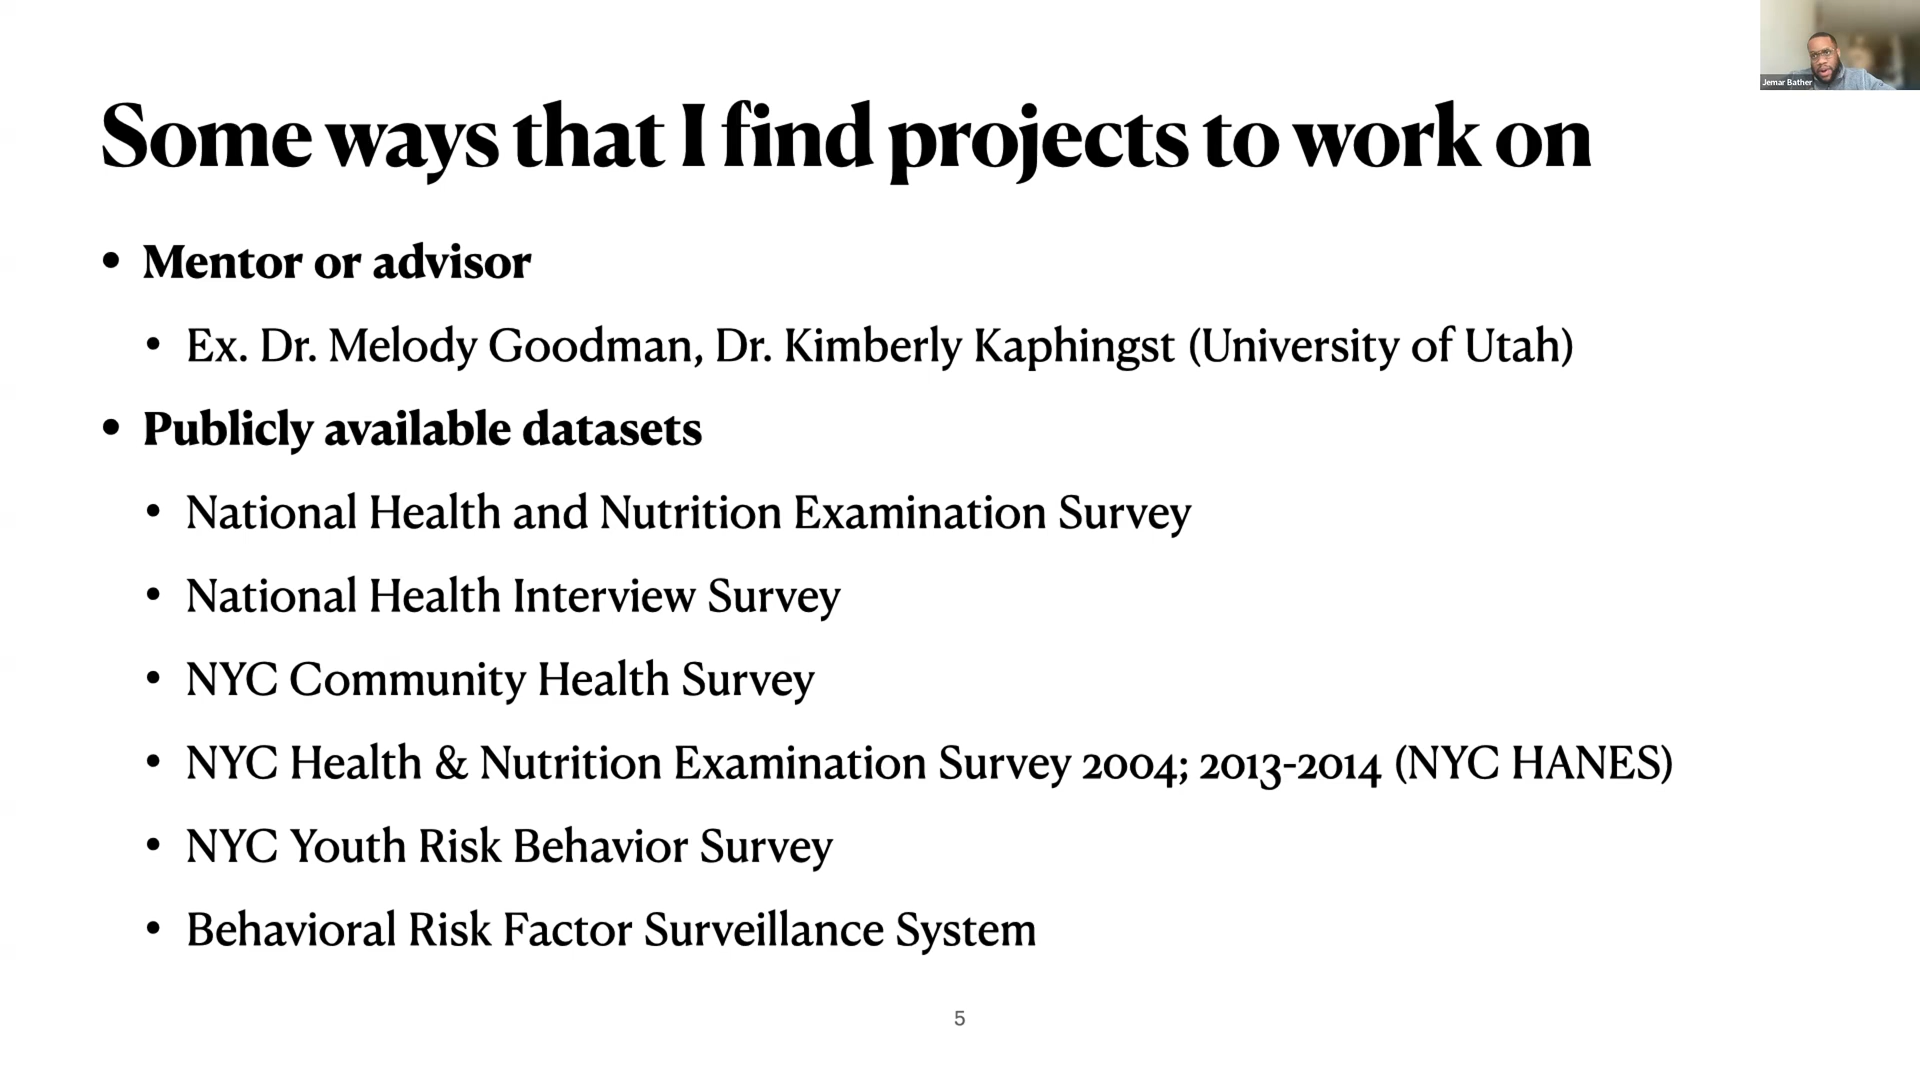 Jemar Bather
Some ways that I find projects to work on
• Mentor or advisor
• Ex. Dr. Melody Goodman, Dr. Kimberly Kaphingst (University of Utah)
• Publicly available datasets
• National Health and Nutrition Examination Survey
• National Health Interview Survey
• NYC Community Health Survey
• NYC Health & Nutrition Examination Survey 2004; 2013-2014 (NYC HANES)
• NYC Youth Risk Behavior Survey
• Behavioral Risk Factor Surveillance System
5